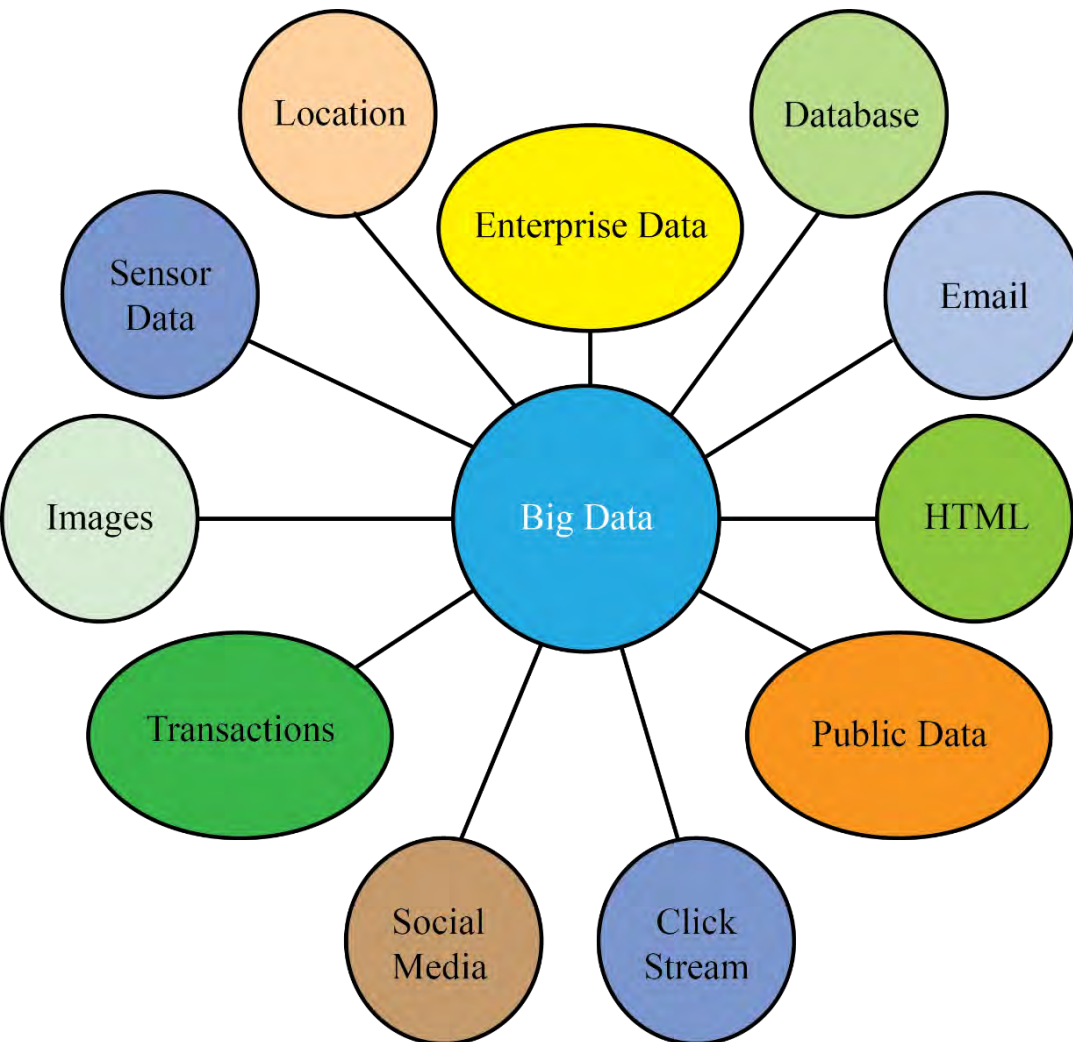 Location
Database
Enterprise Data
Sensor
Data
Email
Images
Big Data
HTML
Transactions
Public Data
Social
Media
Click
Stream